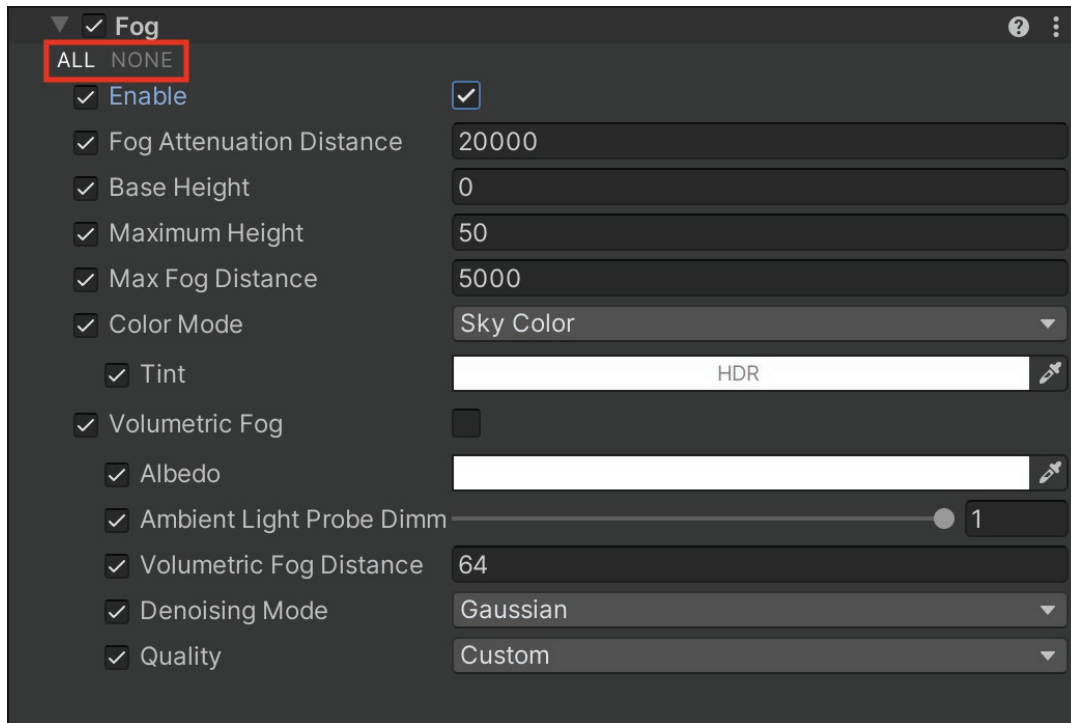 Fog
ALL NONE
Enable
Fog Attenuation Distance 20000
Base Height 0
Maximum Height 50
Max Fog Distance 5000
Color Mode Sky Color
Tint HDR
Volumetric Fog
Albedo
Ambient Light Probe Dimm 1
Volumetric Fog Distance 64
Denoising Mode Gaussian
Quality Custom